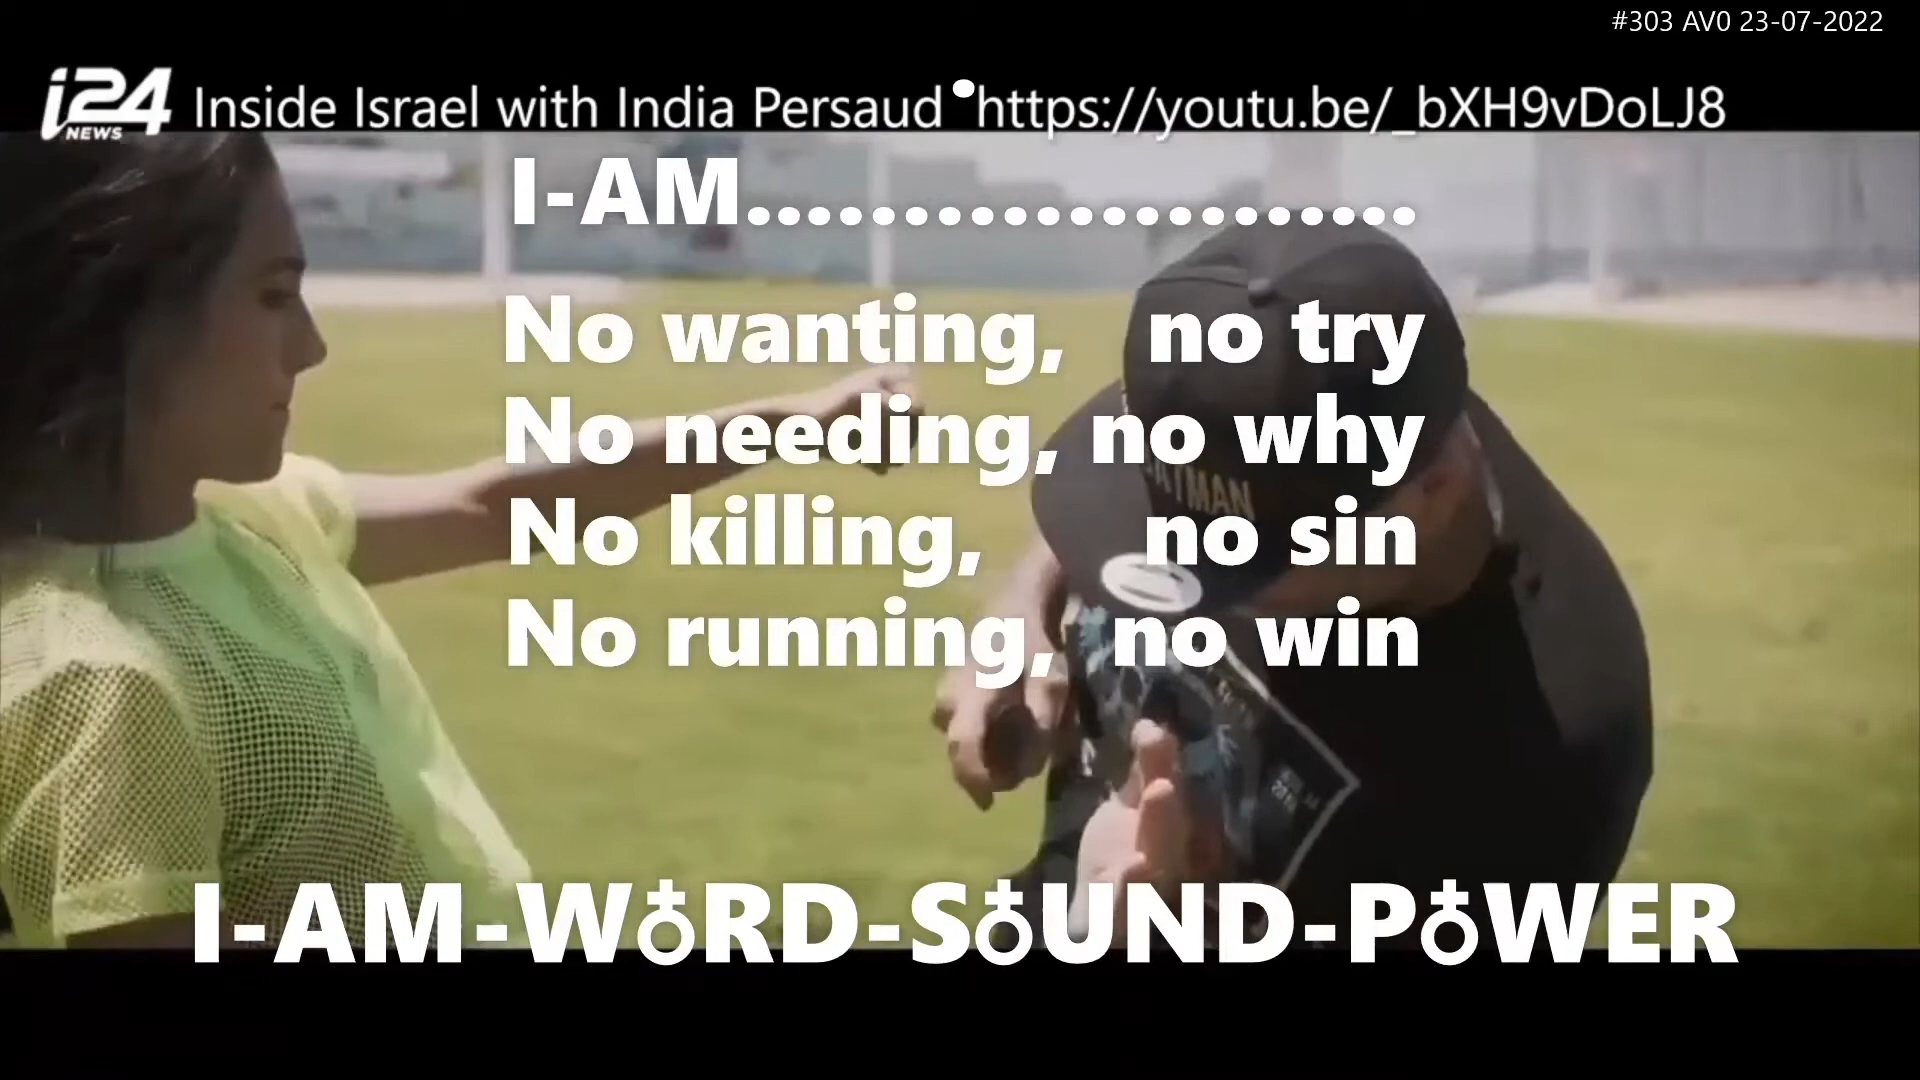 #303 AV0 23-07-2022
i24 NEWS Inside Israel with India Persaud • https://youtu.be/_bXH9vDoLJ8
I-AM......................
No wanting, no try
No needing, no why
No killing, no sin
No running, no win
I-AM-W♁RD-S♁UND-P♁WER